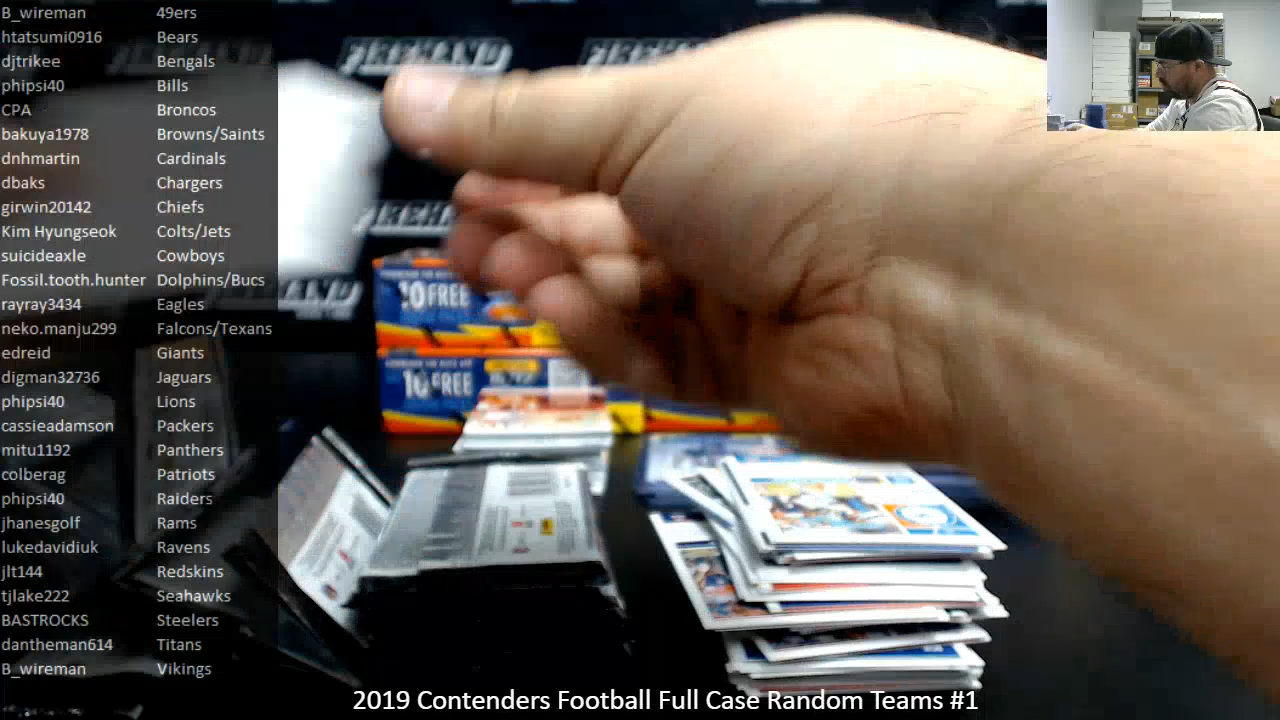 B_wireman 49ers
htatsumi0916 Bears
djtrikee Bengals
phipsi40 Bills
CPA Broncos
bakuya1978 Browns/Saints
dnhmartin Cardinals
dbaks Chargers
girwin20142 Chiefs
Kim Hyungseok Colts/Jets
suicideaxle Cowboys
Fossil.tooth.hunter Dolphins/Bucs
rayray3434 Eagles
neko.manju299 Falcons/Texans
edreid Giants
digman32736 Jaguars
phipsi40 Lions
cassieadamson Packers
mitu1192 Panthers
colberag Patriots
phipsi40 Raiders
jhanesgolf Rams
lukedavidiuk Ravens
jlt144 Redskins
tjlake222 Seahawks
BASTROCKS Steelers
dantheman614 Titans
B_wireman Vikings
FIREHAND
10 FREE
10 FREE
2019 Contenders Football Full Case Random Teams #1